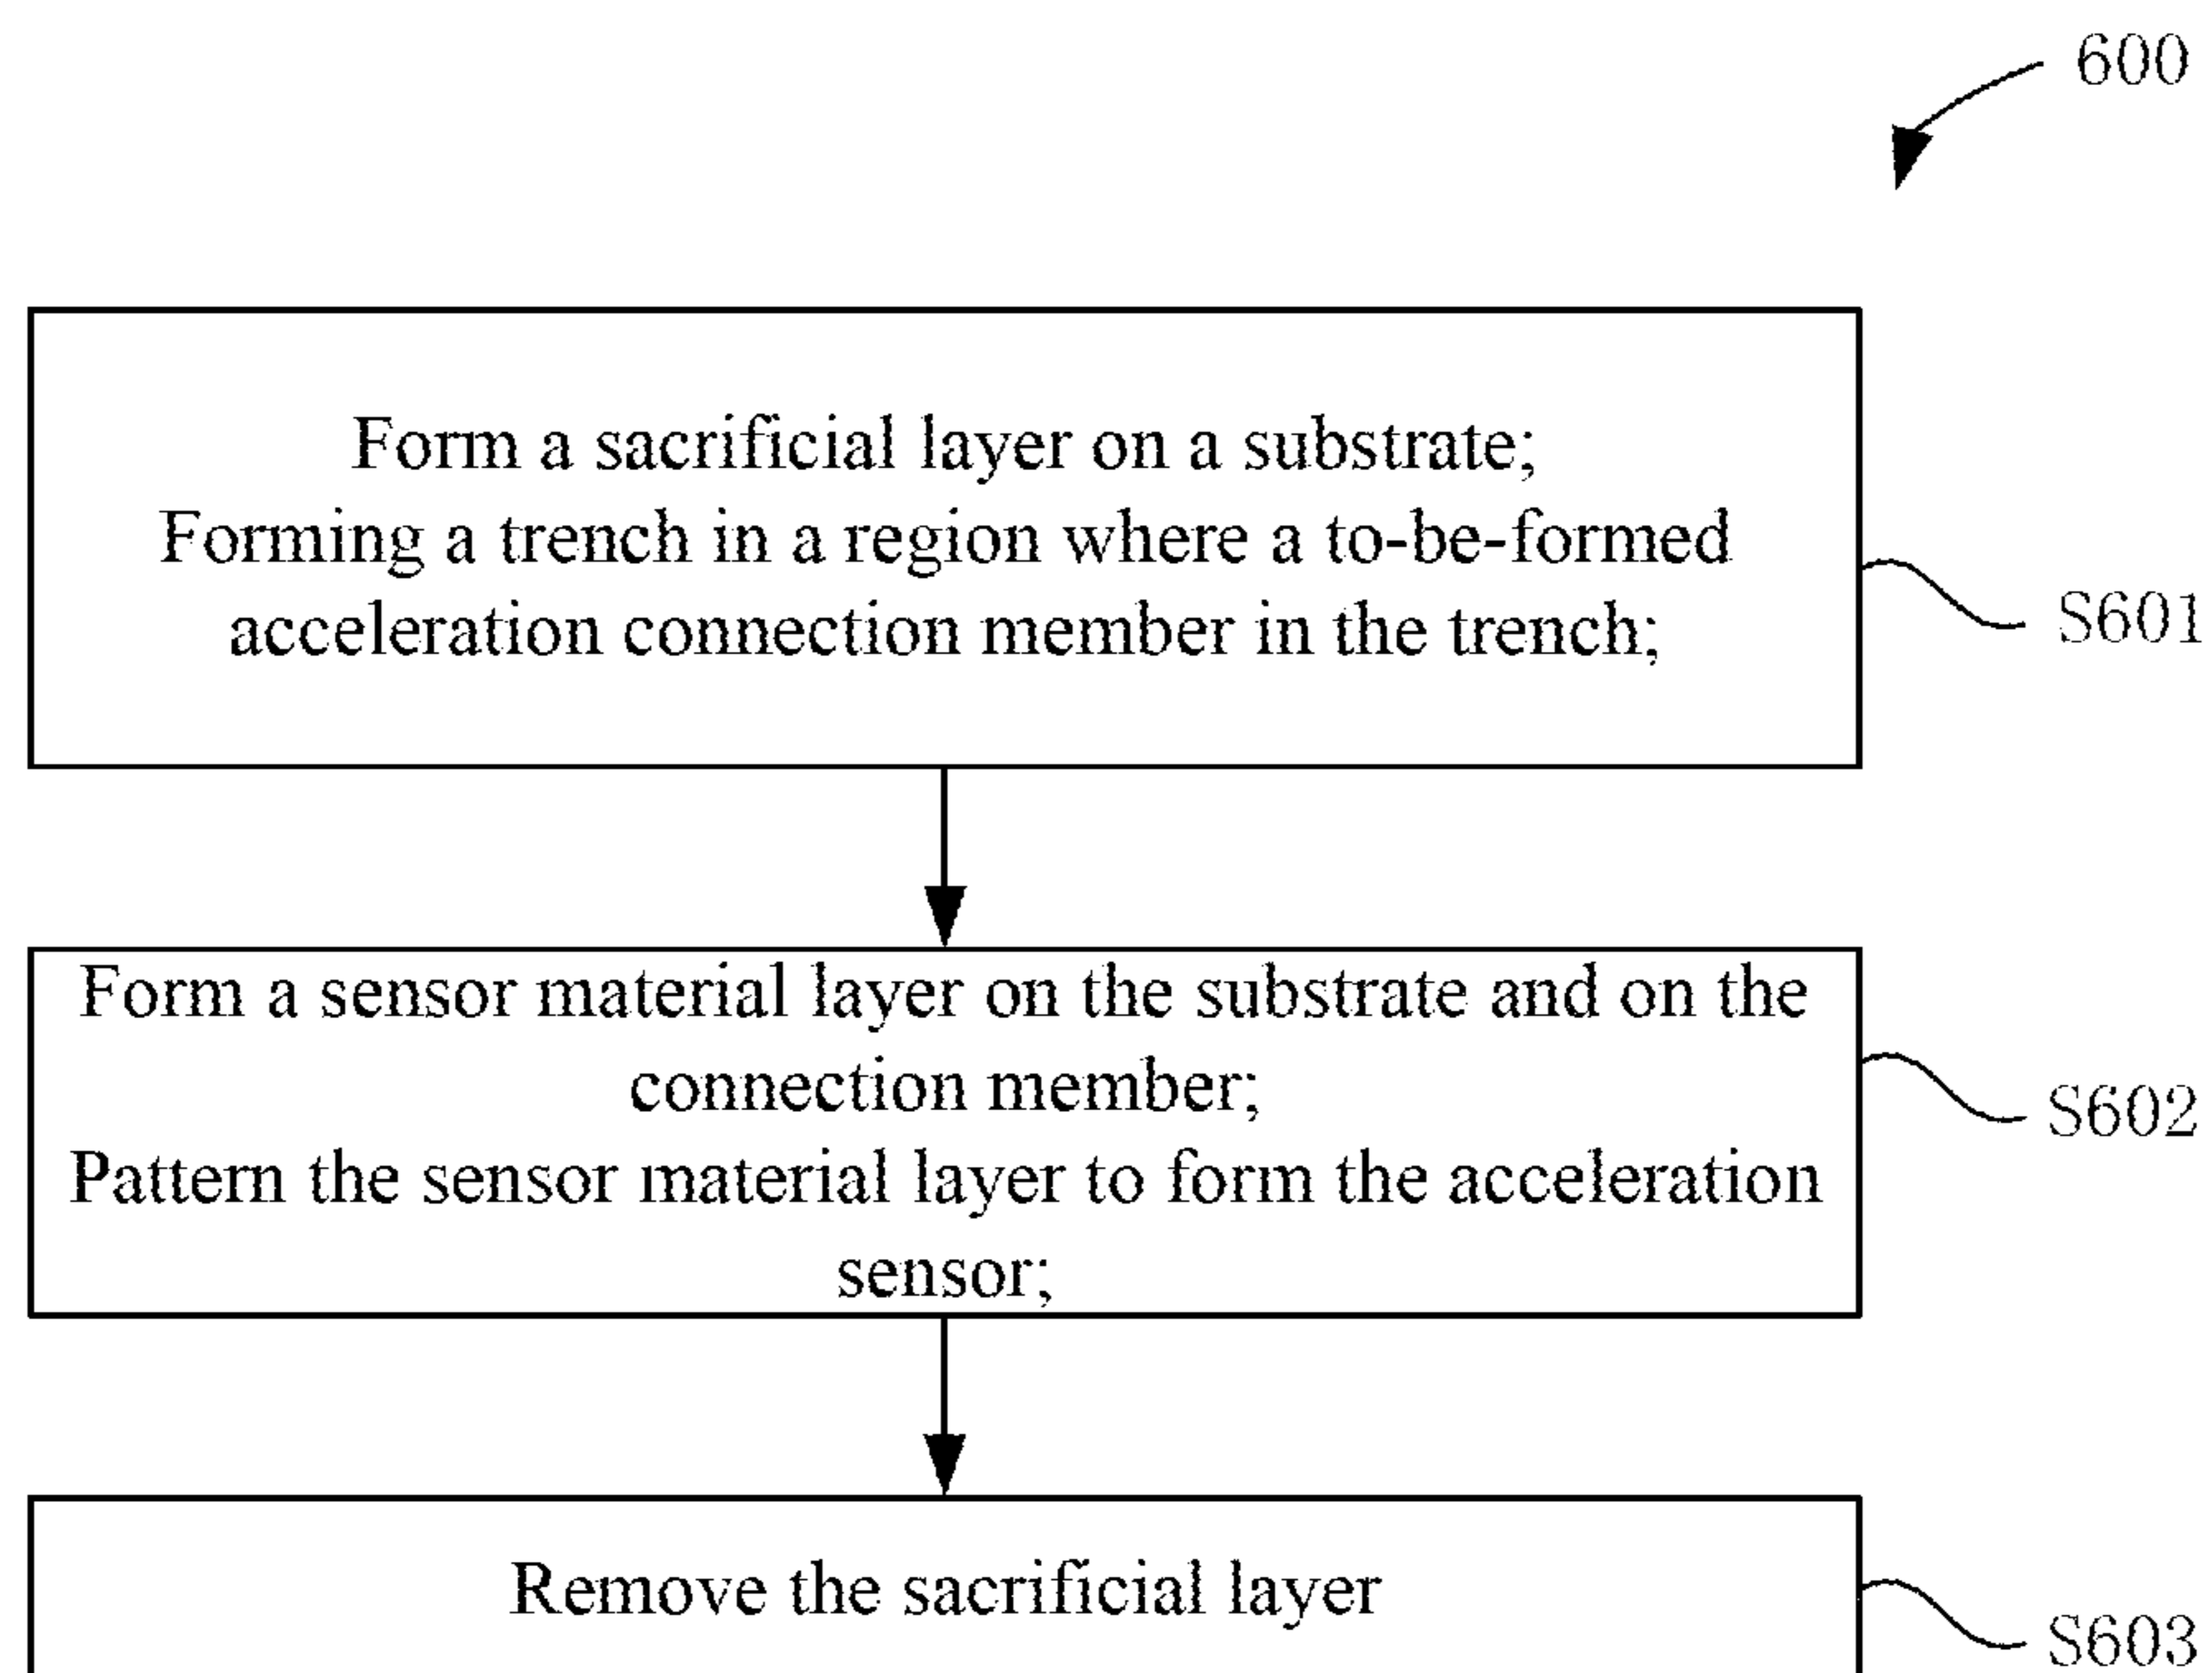 600
Form a sacrificial layer on a substrate;
Forming a trench in a region where a to-be-formed
acceleration connection member in the trench;
S601
Form a sensor material layer on the substrate and on the
connection member;
Pattern the sensor material layer to form the acceleration
sensor;
S602
Remove the sacrificial layer
S603